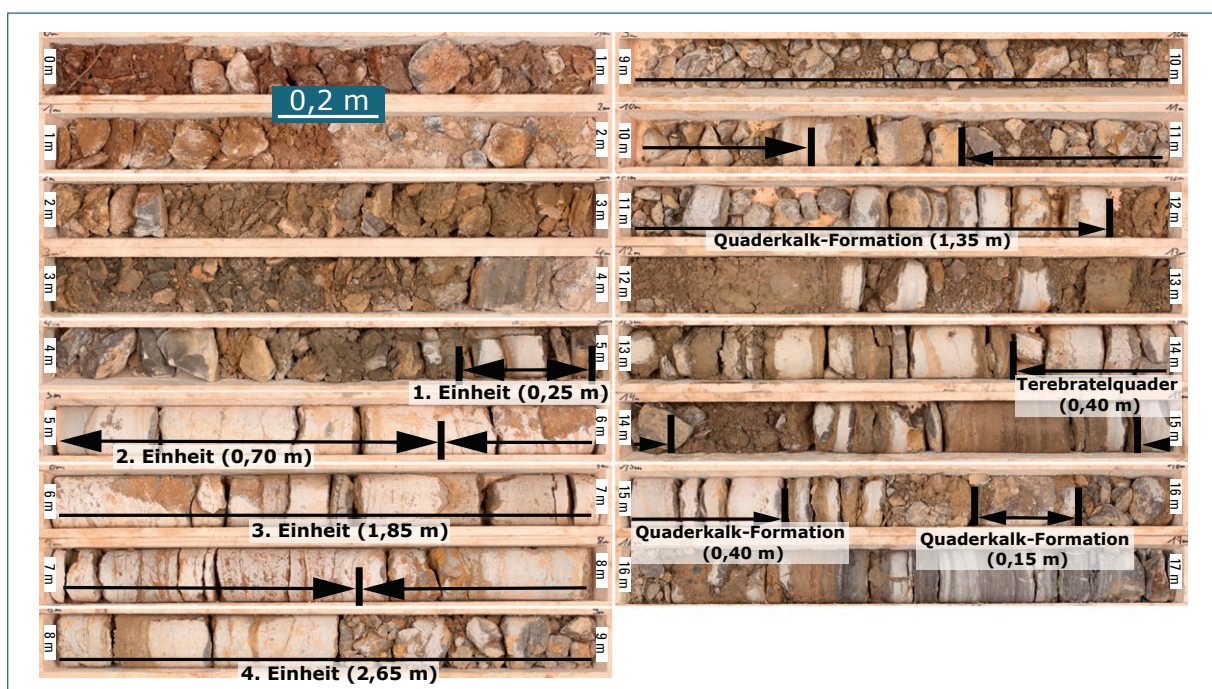 0 m
1 m
0,2 m
1 m
2 m
2 m
3 m
3 m
4 m
4 m
5 m
1. Einheit (0,25 m)
5 m
6 m
2. Einheit (0,70 m)
6 m
7 m
3. Einheit (1,85 m)
7 m
8 m
8 m
9 m
4. Einheit (2,65 m)
9 m
10 m
10 m
11 m
11 m
12 m
Quaderkalk-Formation (1,35 m)
12 m
13 m
13 m
14 m
Terebratelquader
(0,40 m)
14 m
15 m
15 m
16 m
Quaderkalk-Formation
(0,40 m)
Quaderkalk-Formation
(0,15 m)
16 m
17 m